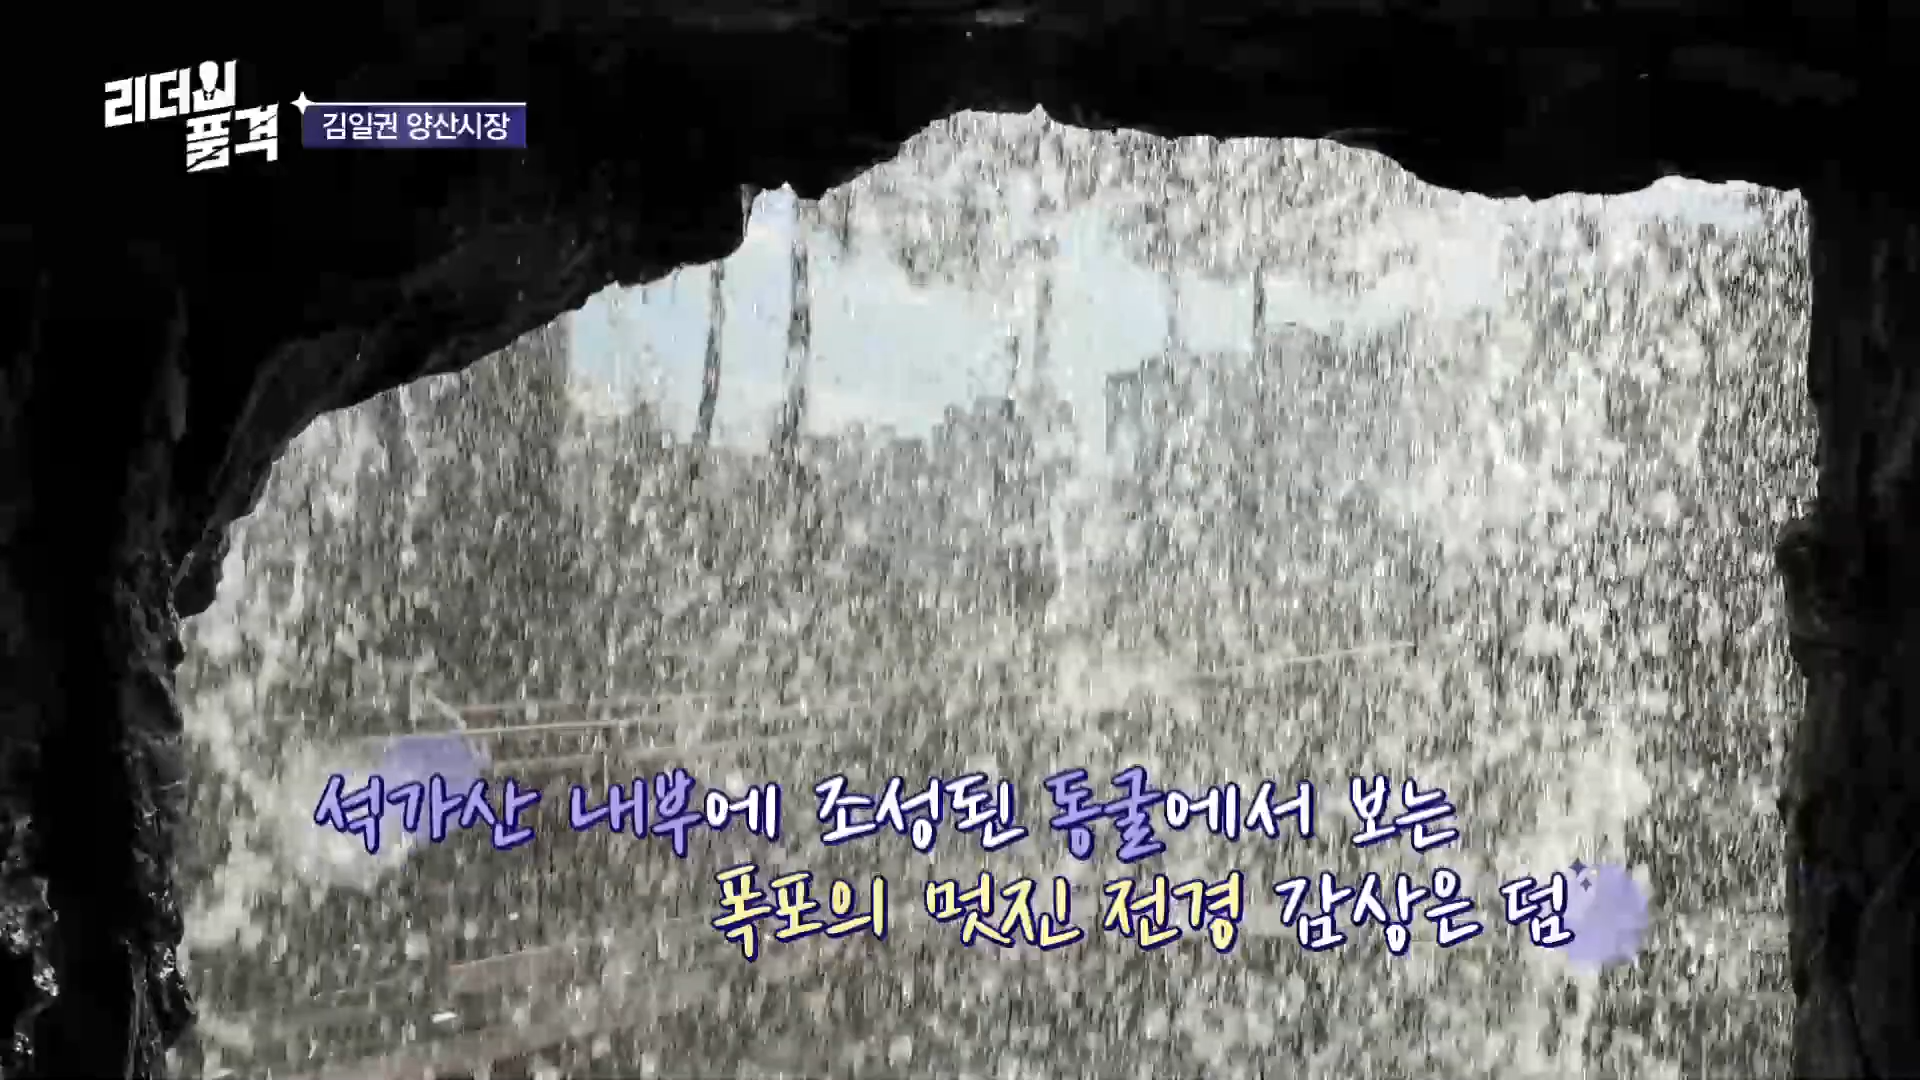 리더의
품격
김일권 양산시장
석가산 내부에 조성된 동굴에서 보는
폭포의 멋진 전경 감상은 덤